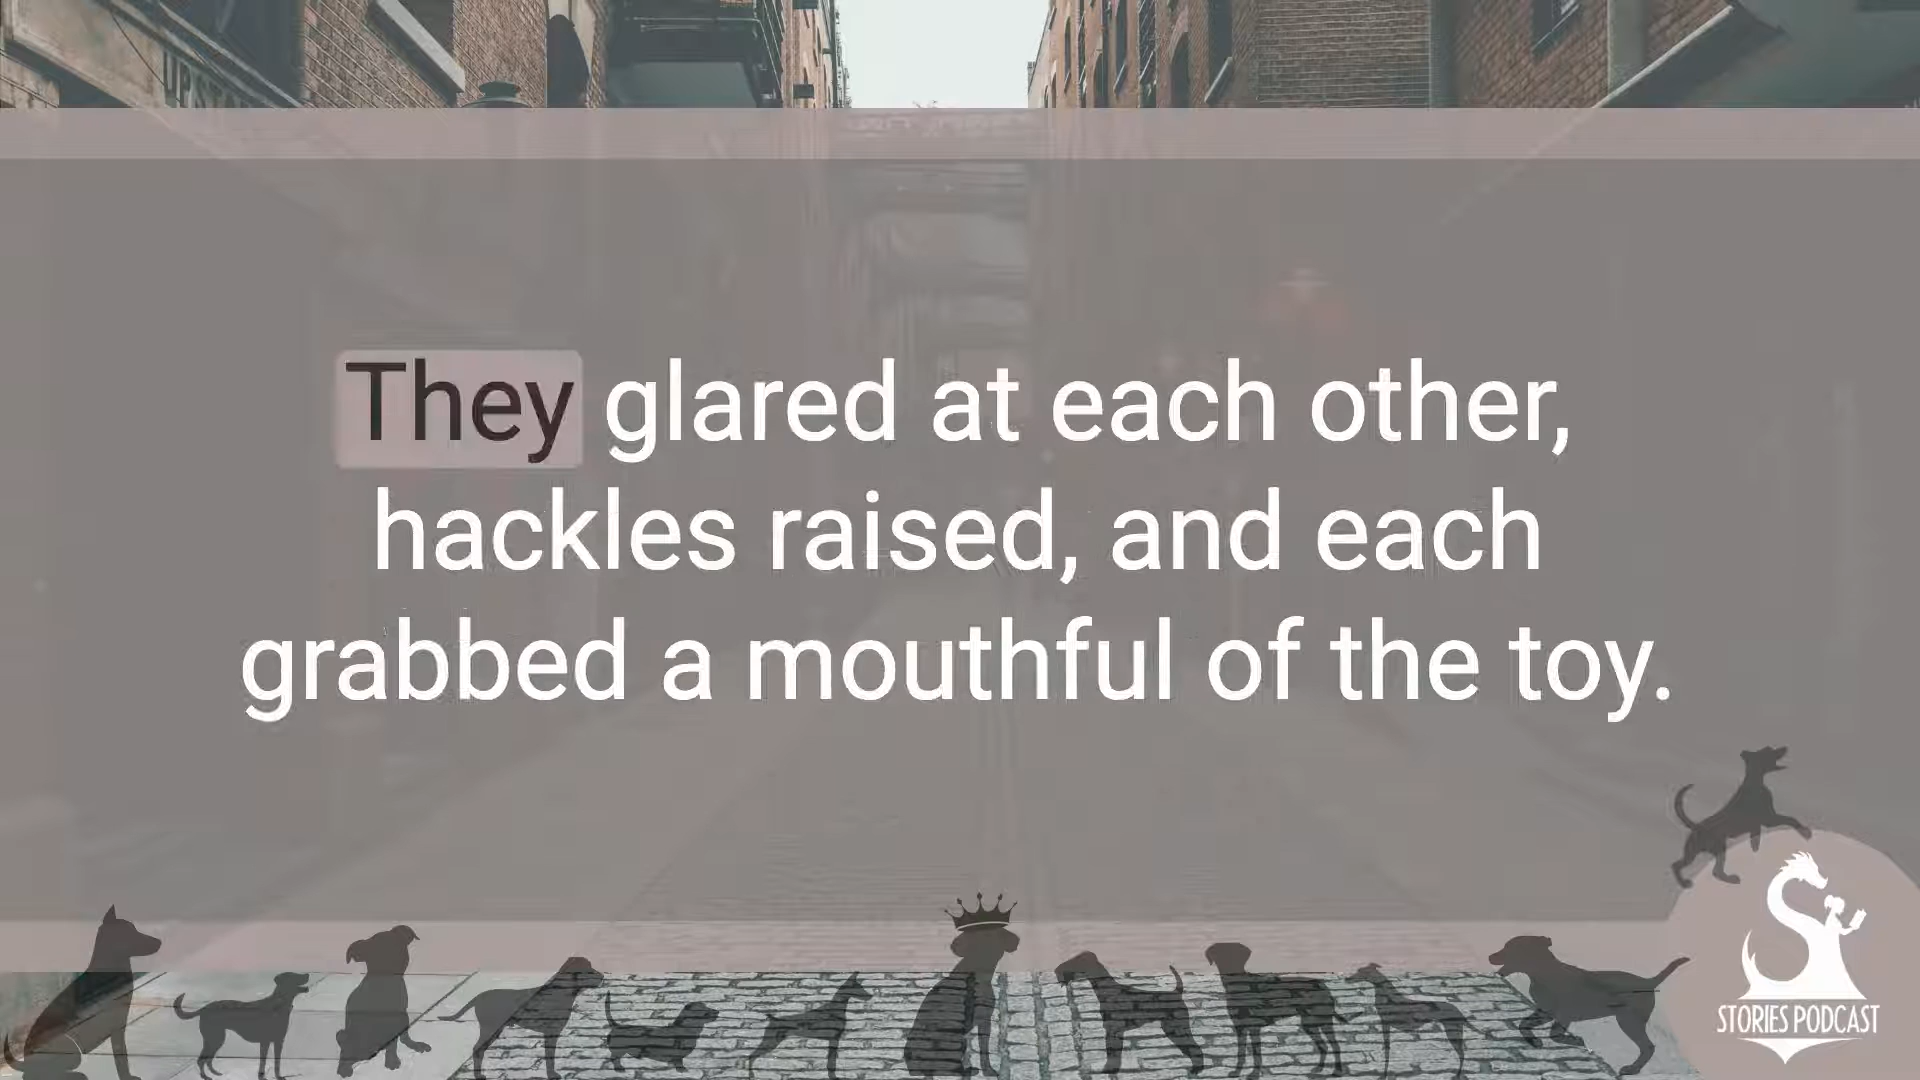 They glared at each other,
hackles raised, and each
grabbed a mouthful of the toy.
STORIES PODCAST